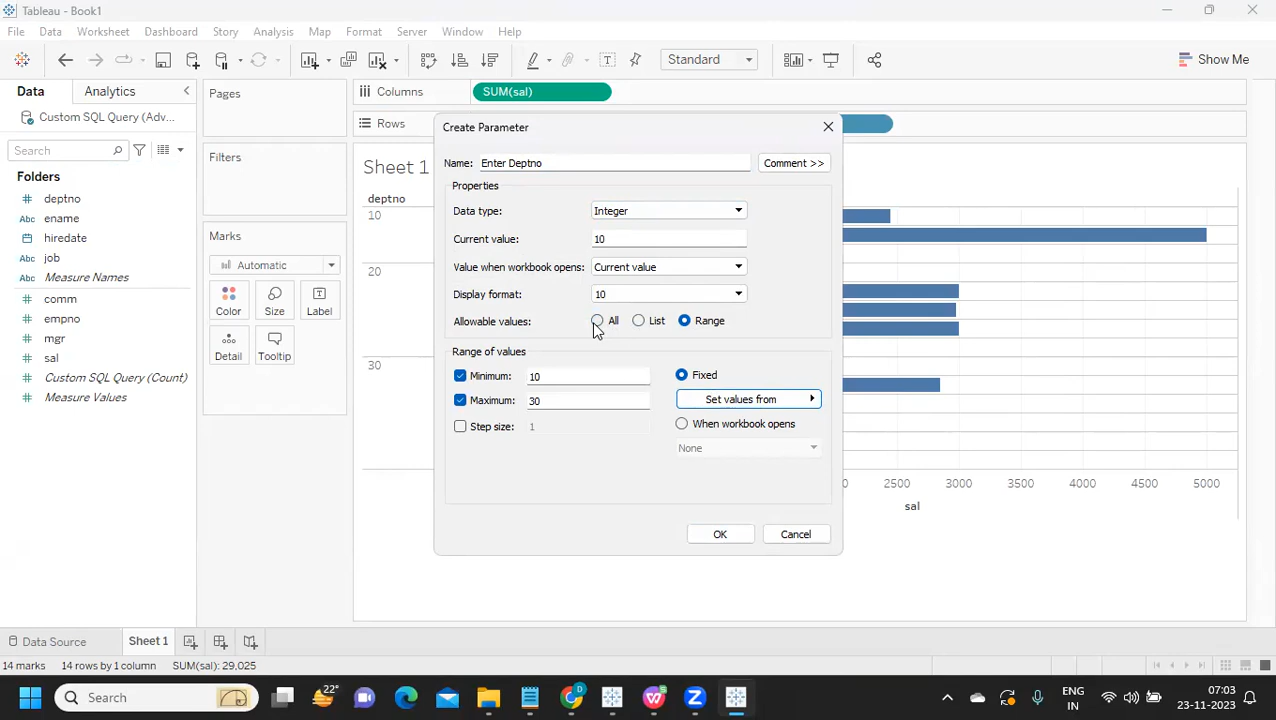 Tableau - Book1
File Data Worksheet Dashboard Story Analysis Map Format Server Window Help
Standard
Show Me
Data Analytics
Pages
Columns
SUM(sal)
Custom SQL Query (Adv...
Rows
Search
Filters
Sheet 1
Folders
deptno
ename
hiredate
job
Measure Names
comm
empno
mgr
sal
Custom SQL Query (Count)
Measure Values
Marks
Automatic
Color
Size
Label
Detail
Tooltip
deptno
10
20
30
Create Parameter
Name: Enter Deptno
Comment >>
Properties
Data type: Integer
Current value: 10
Value when workbook opens: Current value
Display format: 10
Allowable values: All List Range
Range of values
Minimum: 10
Fixed
Maximum: 30
Set values from
Step size: 1
When workbook opens
None
OK
Cancel
0 2500 3000 3500 4000 4500 5000
sal
Data Source
Sheet 1
14 marks 14 rows by 1 column SUM(sal): 29,025
Search
22°
ENG
IN
07:03
23-11-2023